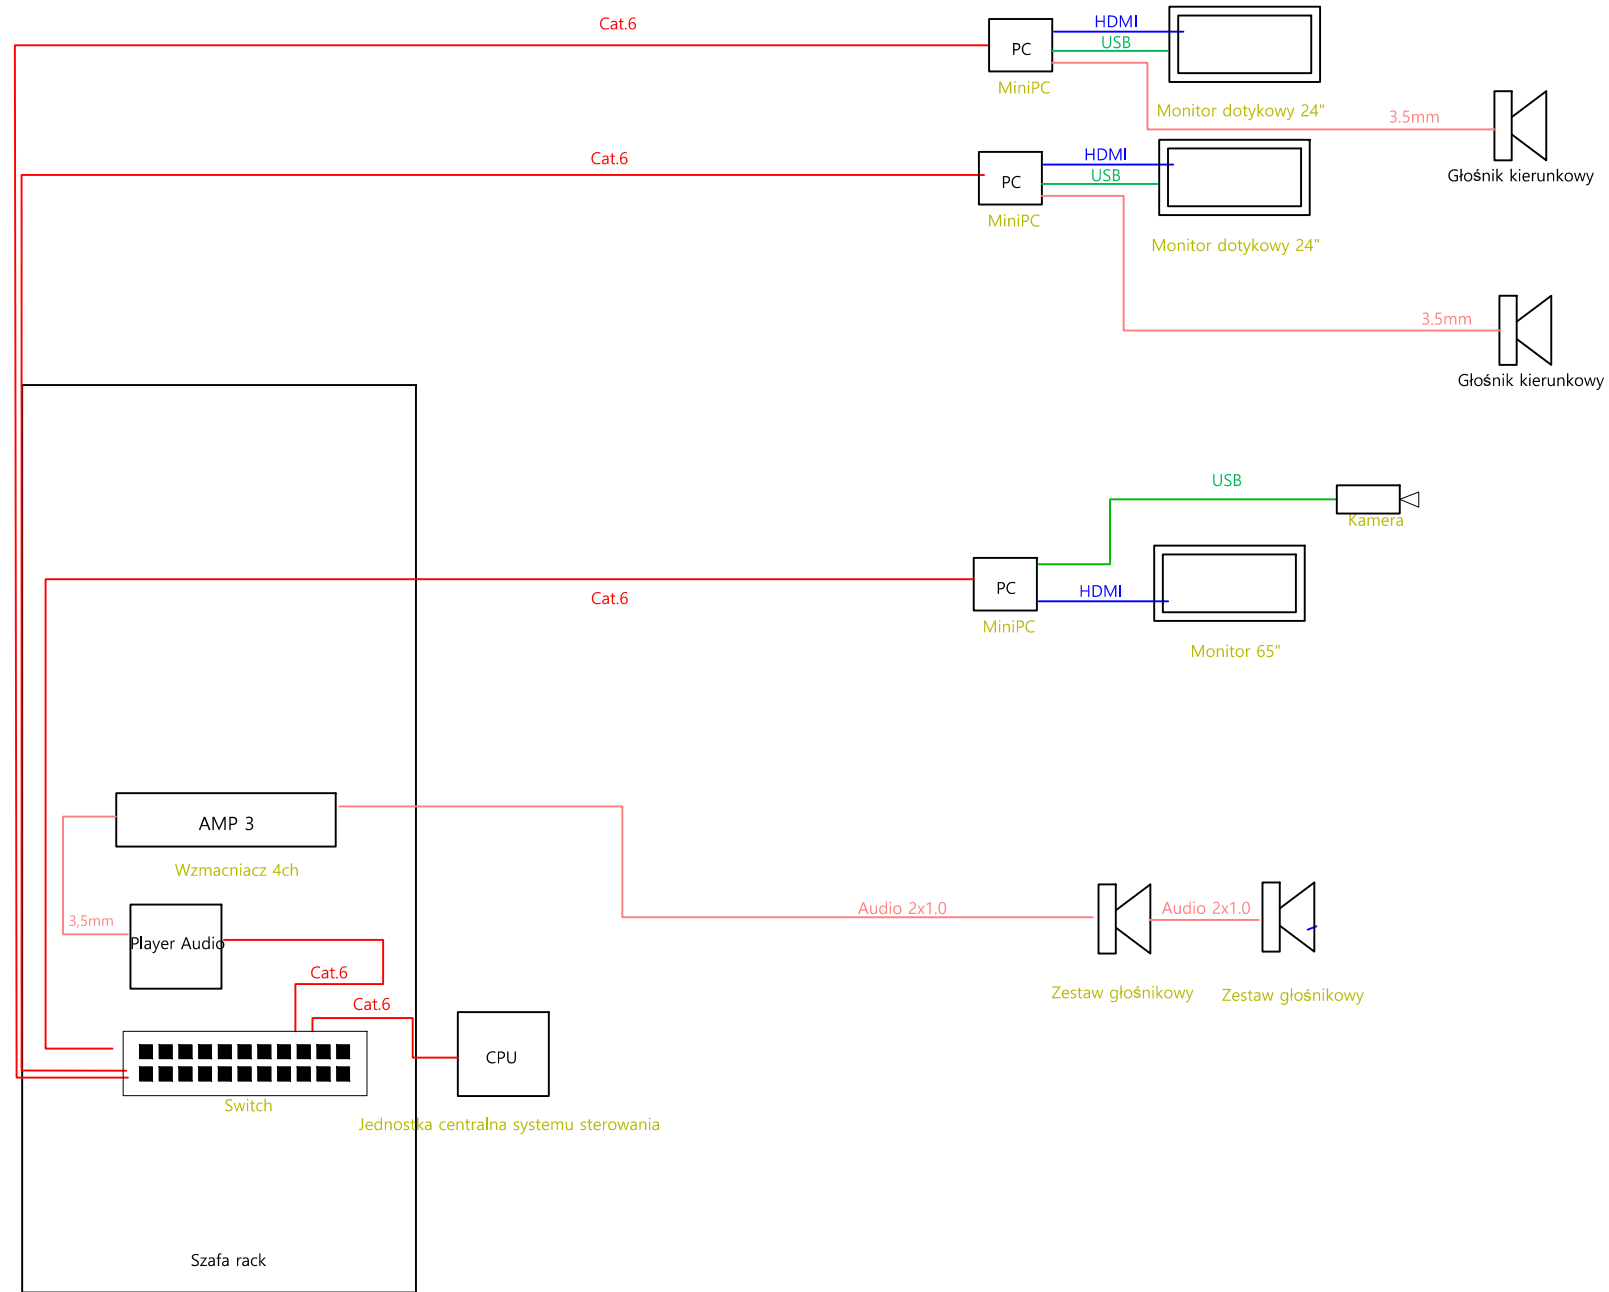 Cat.6
PC
HDMI
USB
MiniPC
Monitor dotykowy 24"
3.5mm
Głośnik kierunkowy
Cat.6
PC
HDMI
USB
MiniPC
Monitor dotykowy 24"
3.5mm
Głośnik kierunkowy
USB
Kamera
Cat.6
PC
HDMI
MiniPC
Monitor 65"
AMP 3
Wzmacniacz 4ch
3,5mm
Player Audio
Audio 2x1.0
Audio 2x1.0
Zestaw głośnikowy
Zestaw głośnikowy
Cat.6
Cat.6
CPU
Switch
Jednostka centralna systemu sterowania
Szafa rack